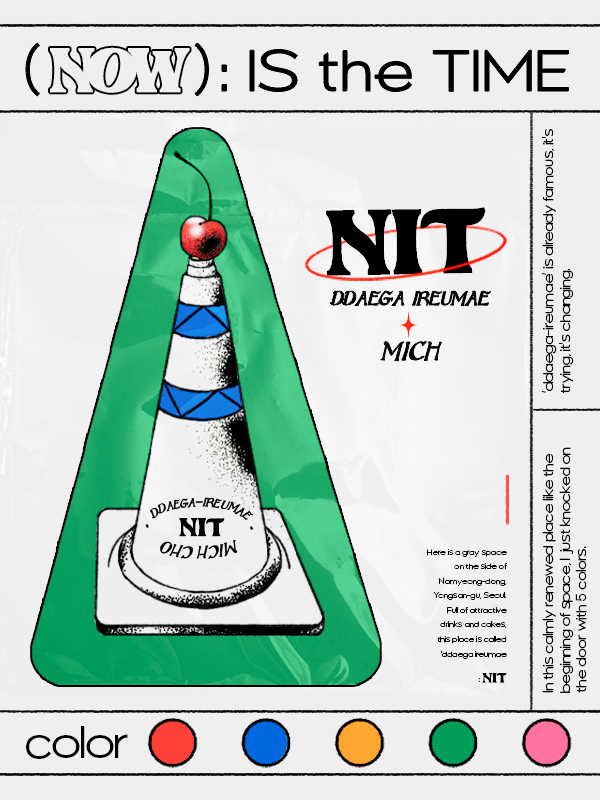 (NOW): IS the TIME
NIT
DDAEGA IREUMAE
MICH
DDAEGA-IREUMAE
NIT
MICH CHO
Here is a gray space
on the side of
Namyeong-dong,
Yongsan-gu, Seoul.
Full of attractive
drinks and cakes,
this place is called
'ddaega ireumae
: NIT
'ddaega-ireumae' is already famous, it's
trying, it's changing.
In this calmly renewed place like the
beginning of space, I just knocked on
the door with 5 colors.
color